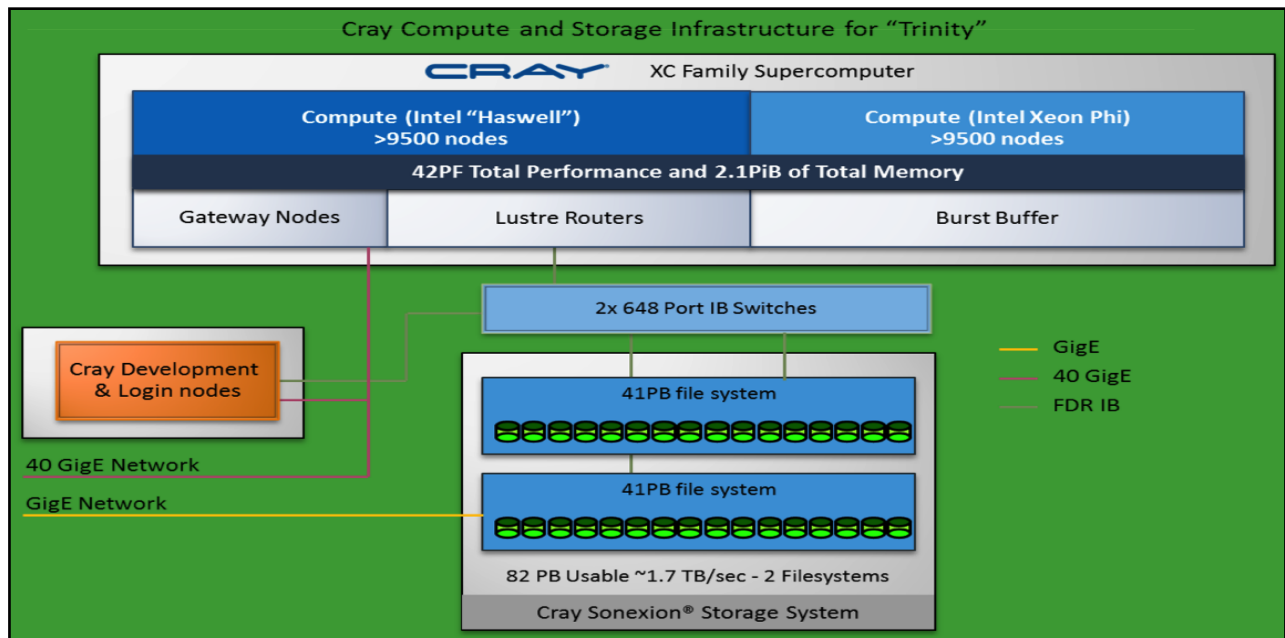 Cray Compute and Storage Infrastructure for “Trinity”
CRAY® XC Family Supercomputer
Compute (Intel “Haswell”)
>9500 nodes
Compute (Intel Xeon Phi)
>9500 nodes
42PF Total Performance and 2.1PiB of Total Memory
Gateway Nodes
Lustre Routers
Burst Buffer
2x 648 Port IB Switches
Cray Development
& Login nodes
GigE
40 GigE
FDR IB
41PB file system
40 GigE Network
GigE Network
41PB file system
82 PB Usable ~1.7 TB/sec - 2 Filesystems
Cray Sonexion® Storage System